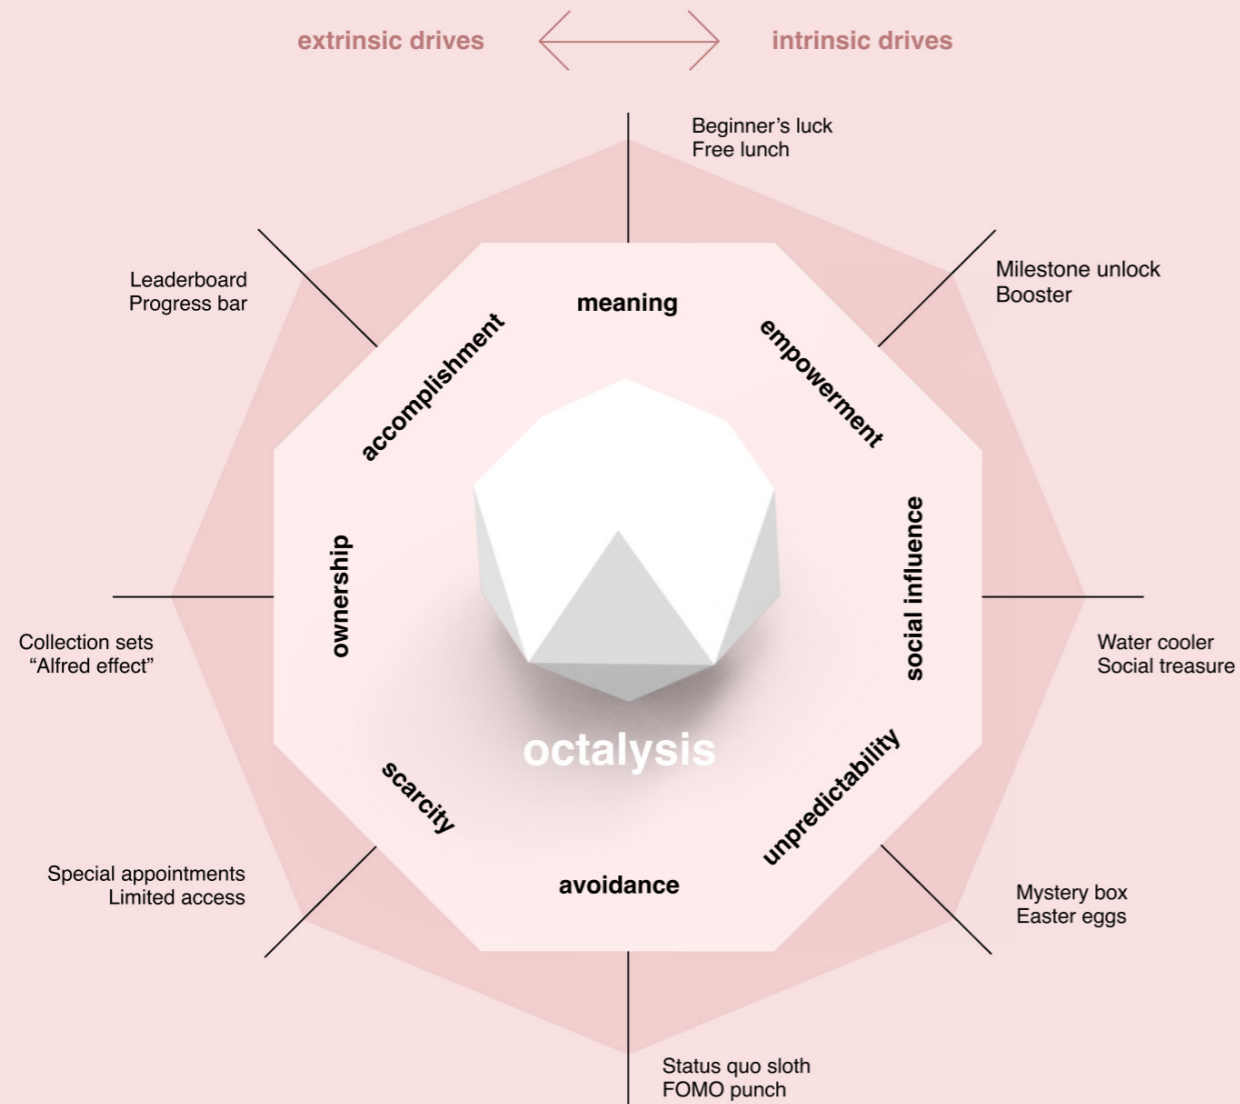 extrinsic drives
intrinsic drives
Beginner’s luck
Free lunch
Leaderboard
Progress bar
Milestone unlock
Booster
meaning
accomplishment
empowerment
ownership
social influence
Collection sets
“Alfred effect”
Water cooler
Social treasure
octalysis
scarcity
unpredictability
avoidance
Special appointments
Limited access
Mystery box
Easter eggs
Status quo sloth
FOMO punch